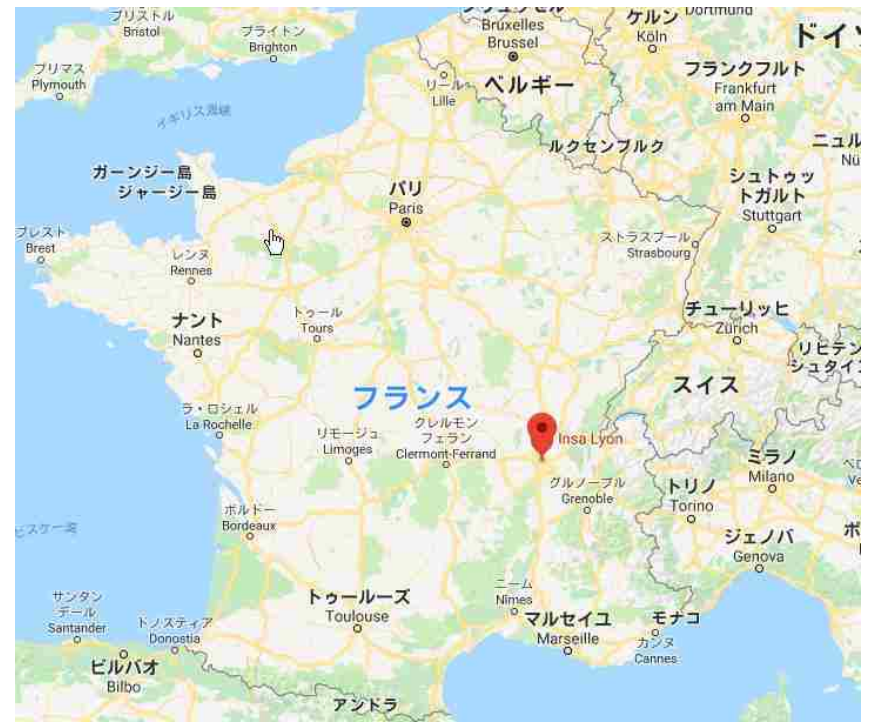 ブリストル
Bristol
ブライトン
Brighton
プリマス
Plymouth
Bruxelles
Brussel
ケルン
Köln
Dortmund
ドイツ
リール
Lille
ベルギー
フランクフルト
Frankfurt
am Main
イギリス海峡
ルクセンブルク
ガーンジー島
ジャージー島
パリ
Paris
シュトゥッ
トガルト
Stuttgart
ブレスト
Brest
レンヌ
Rennes
ストラスブール
Strasbourg
ナント
Nantes
トゥール
Tours
チューリッヒ
Zürich
リヒテン
シュタイン
フランス
スイス
ラ・ロシェル
La Rochelle
リモージュ
Limoges
クレルモン
フェラン
Clermont-Ferrand
Insa Lyon
グルノーブル
Grenoble
トリノ
Torino
ミラノ
Milano
ボルドー
Bordeaux
ビスケー湾
ジェノバ
Genova
サンタン
デール
Santander
ドノスティア
Donostia
トゥールーズ
Toulouse
ニーム
Nîmes
マルセイユ
Marseille
モナコ
カンヌ
Cannes
ビルバオ
Bilbo
アンドラ